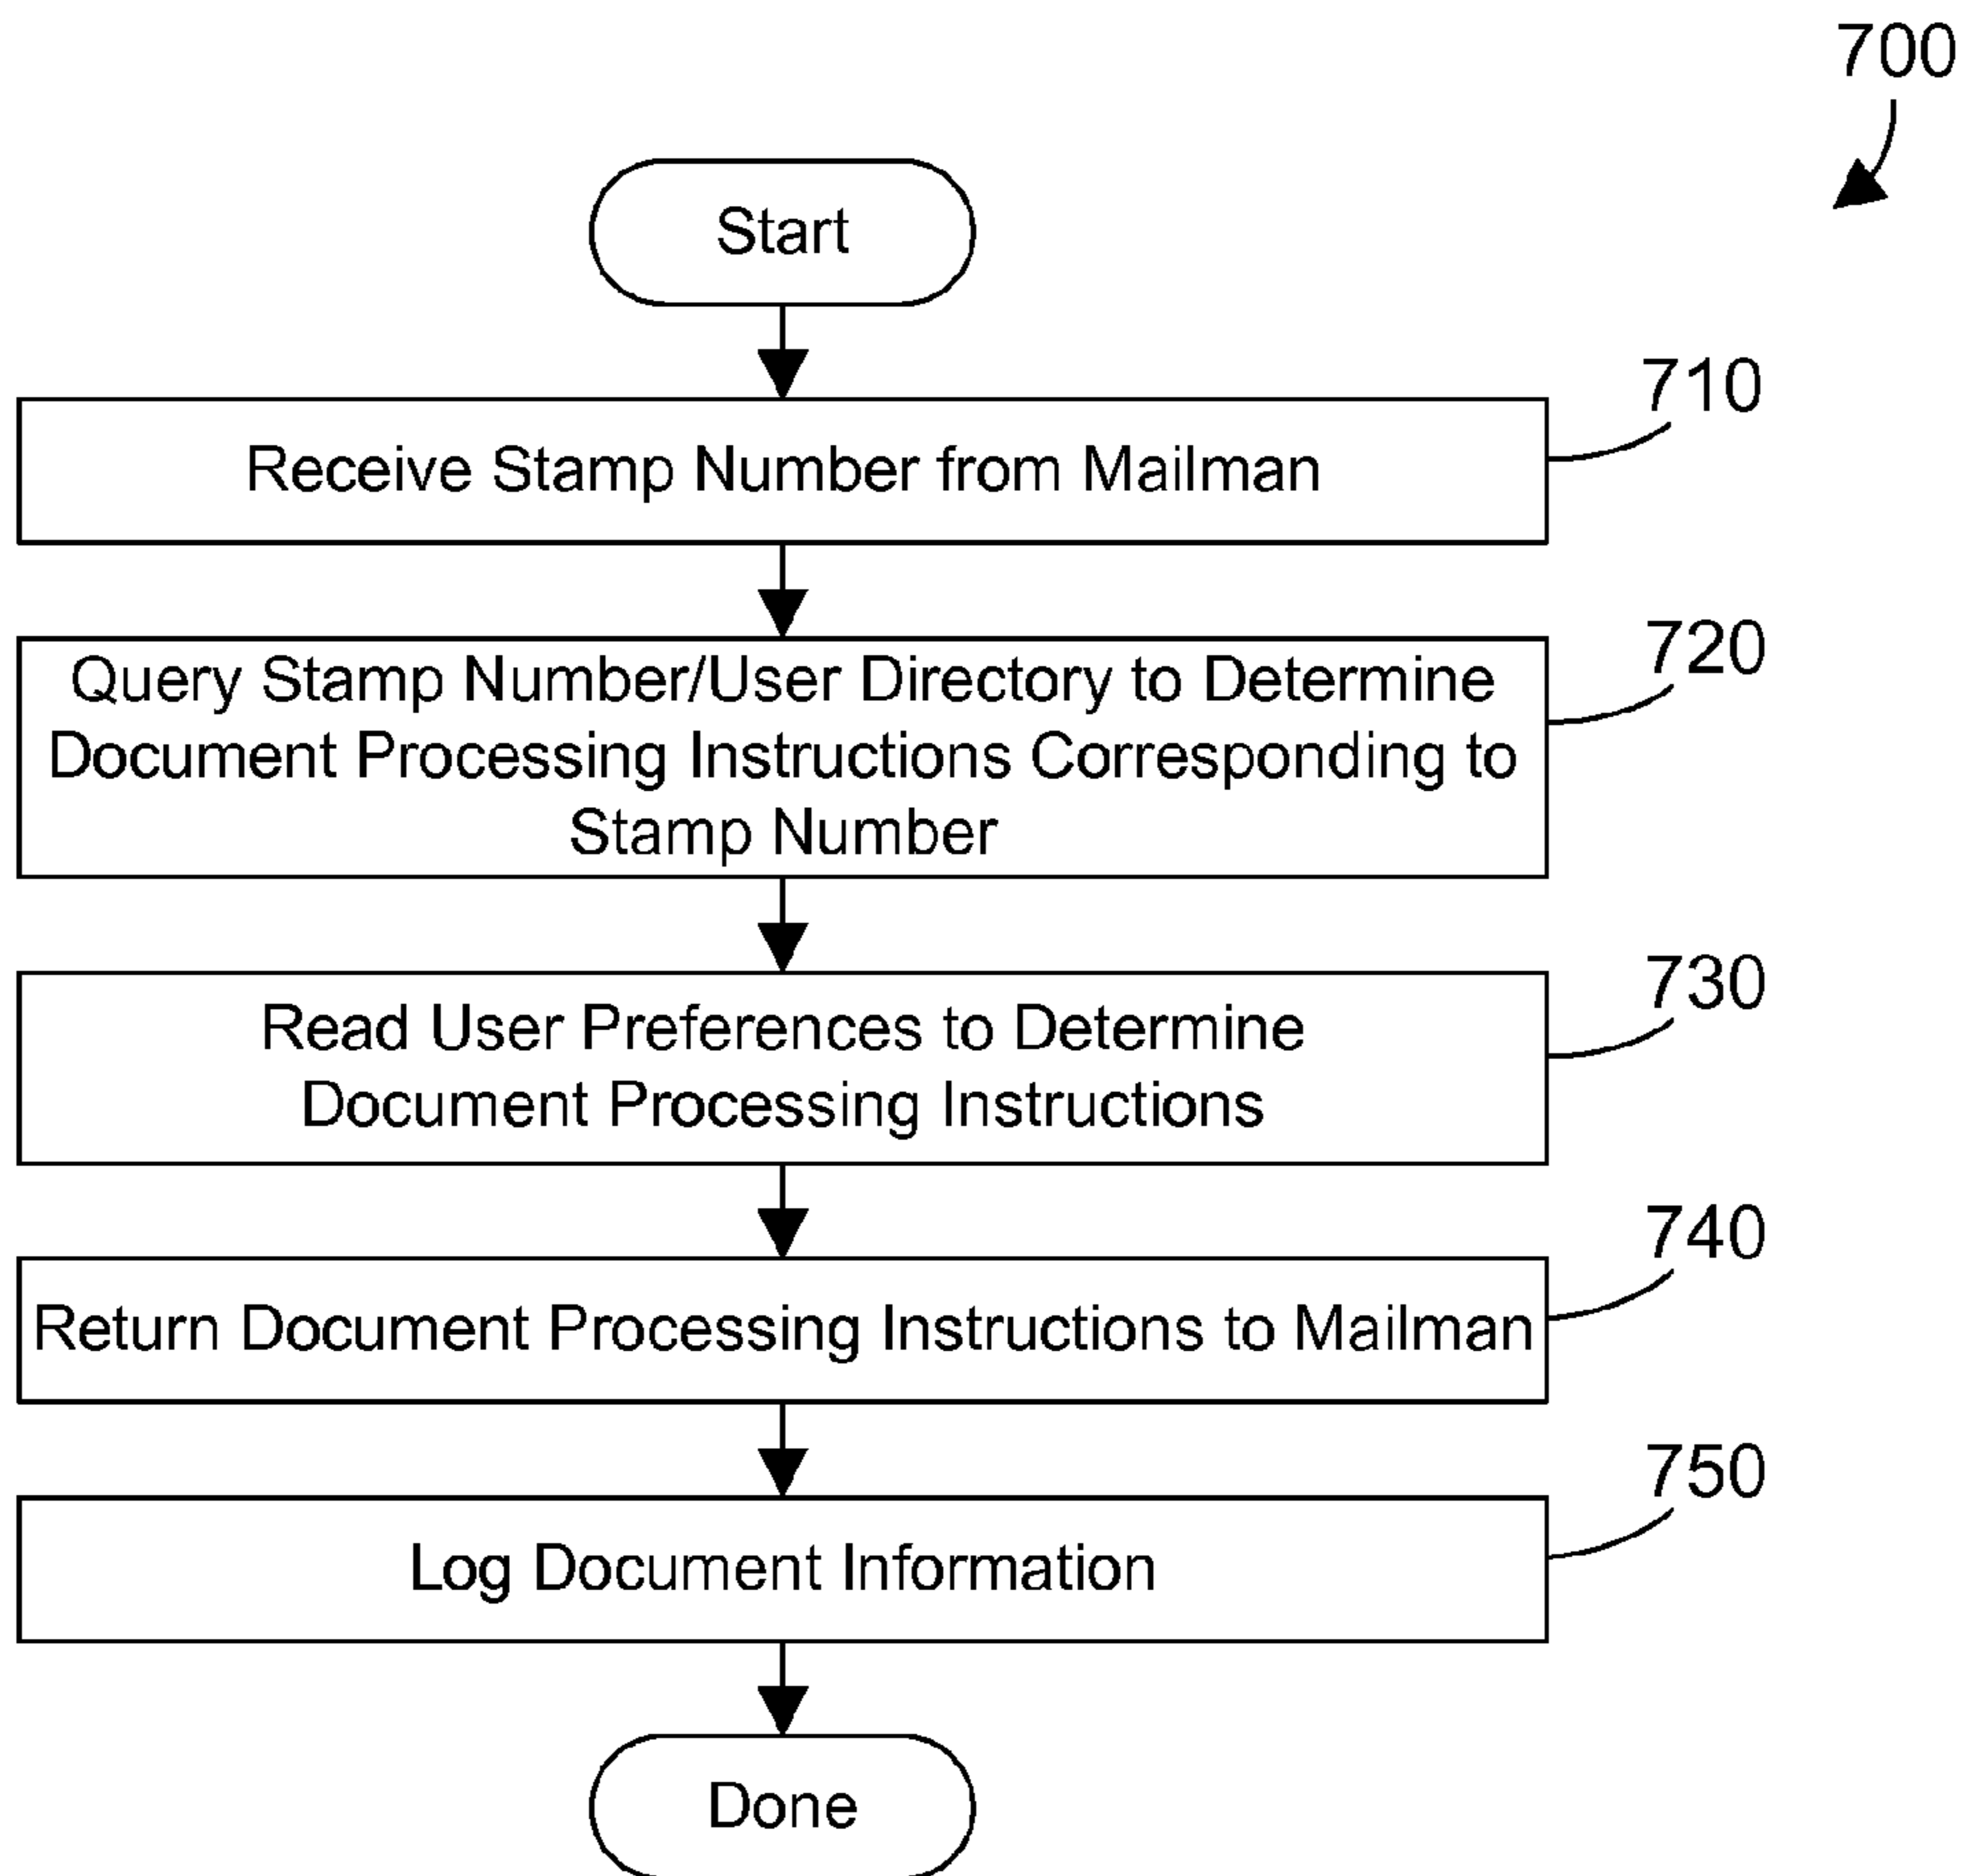 700
Start
710
Receive Stamp Number from Mailman
720
Query Stamp Number/User Directory to Determine
Document Processing Instructions Corresponding to
Stamp Number
730
Read User Preferences to Determine
Document Processing Instructions
740
Return Document Processing Instructions to Mailman
750
Log Document Information
Done